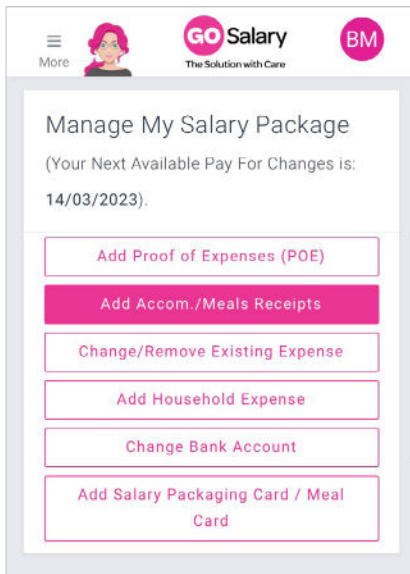 More
GO Salary
The Solution with Care
BM
Manage My Salary Package
(Your Next Available Pay For Changes is:
14/03/2023).
Add Proof of Expenses (POE)
Add Accom./Meals Receipts
Change/Remove Existing Expense
Add Household Expense
Change Bank Account
Add Salary Packaging Card / Meal
Card